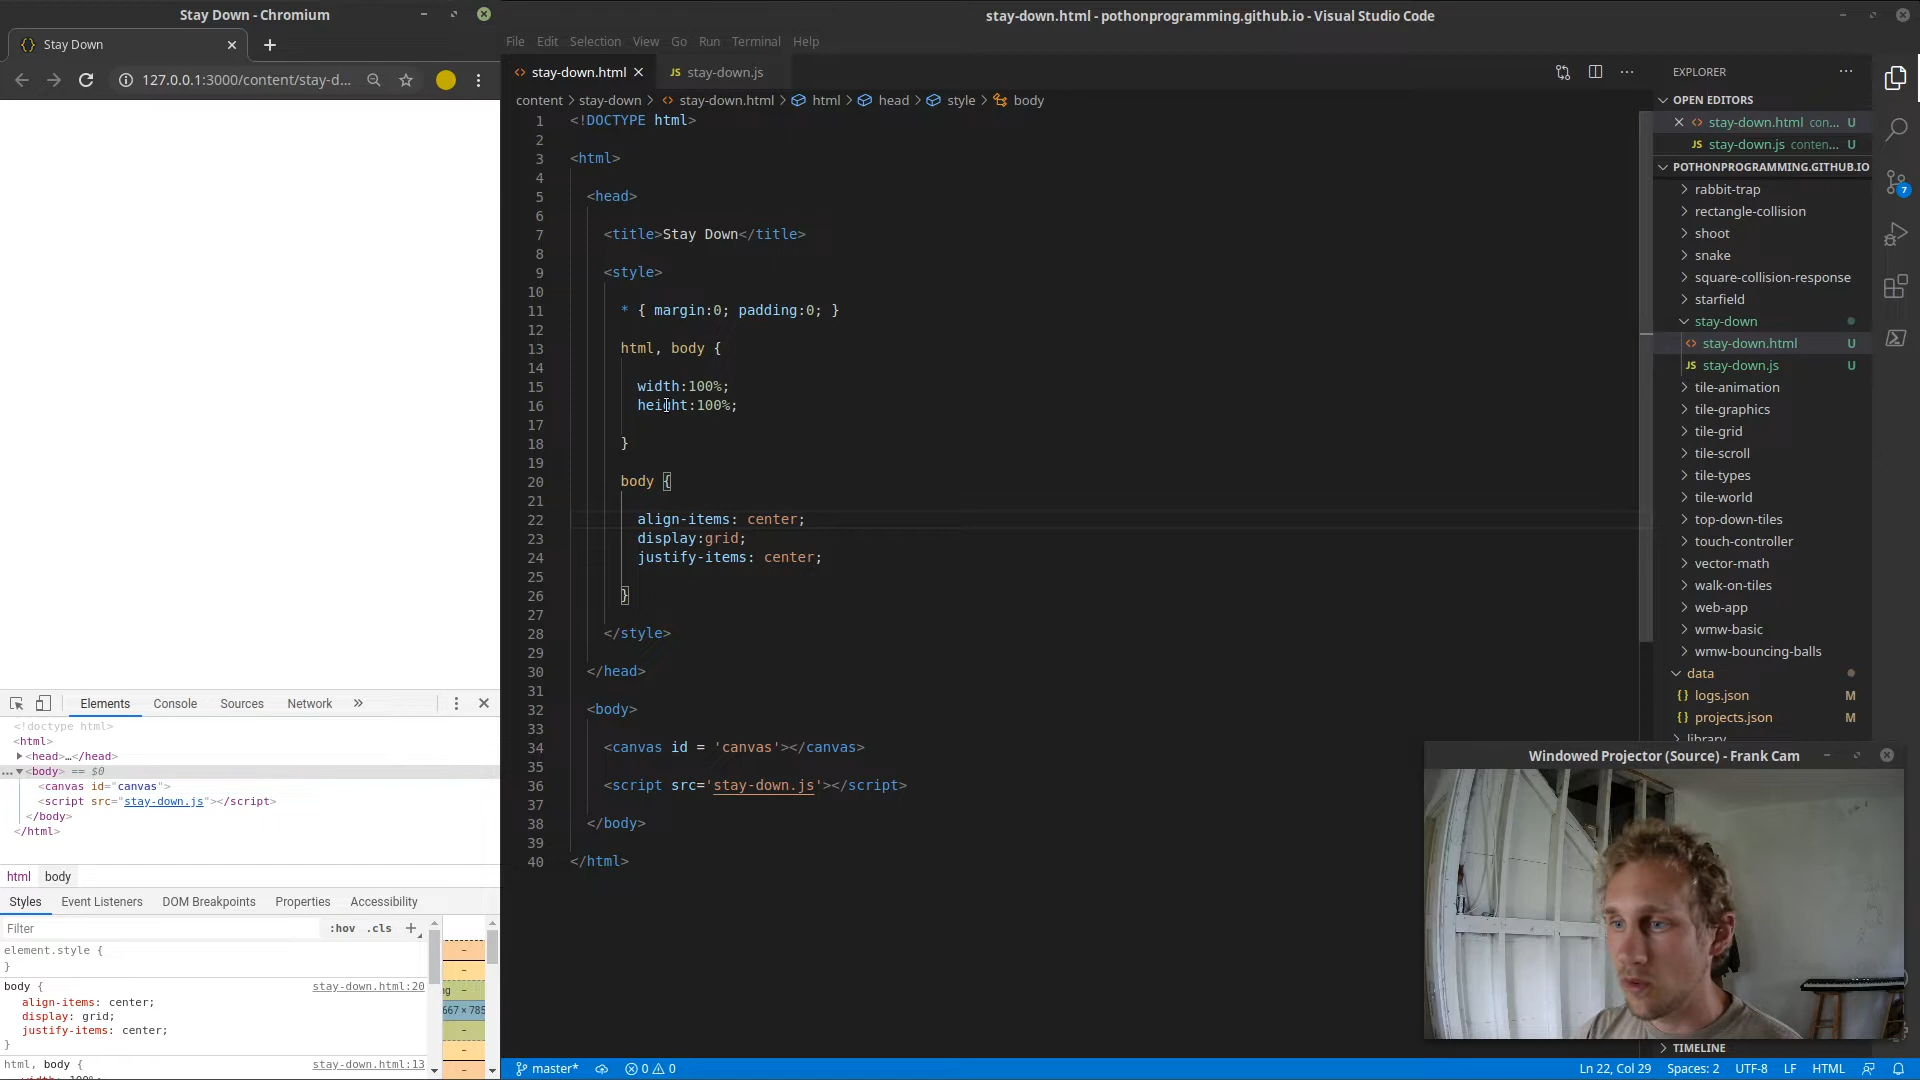 Stay Down - Chromium
Stay Down
127.0.0.1:3000/content/stay-d...
Elements Console Sources Network »
<!doctype html>
<html>
<head>…</head>
… <body> == $0
<canvas id="canvas">
<script src="stay-down.js"></script>
</body>
</html>
html body
Styles Event Listeners DOM Breakpoints Properties Accessibility
Filter :hov .cls +
element.style {
}
body { stay-down.html:20
align-items: center;
display: grid;
justify-items: center;
}
html, body { stay-down.html:13
667 × 785
stay-down.html - pothonprogramming.github.io - Visual Studio Code
File Edit Selection View Go Run Terminal Help
stay-down.html JS stay-down.js
content > stay-down > stay-down.html > html > head > style > body
1 <!DOCTYPE html>
2
3 <html>
4
5 <head>
6
7 <title>Stay Down</title>
8
9 <style>
10
11 * { margin:0; padding:0; }
12
13 html, body {
14
15 width:100%;
16 height:100%;
17
18 }
19
20 body {
21
22 align-items: center;
23 display:grid;
24 justify-items: center;
25
26 }
27
28 </style>
29
30 </head>
31
32 <body>
33
34 <canvas id = 'canvas'></canvas>
35
36 <script src='stay-down.js'></script>
37
38 </body>
39
40 </html>
EXPLORER
OPEN EDITORS
stay-down.html con... U
JS stay-down.js conten... U
POTHONPROGRAMMING.GITHUB.IO
rabbit-trap
rectangle-collision
shoot
snake
square-collision-response
starfield
stay-down
stay-down.html U
JS stay-down.js U
tile-animation
tile-graphics
tile-grid
tile-scroll
tile-types
tile-world
top-down-tiles
touch-controller
vector-math
walk-on-tiles
web-app
wmw-basic
wmw-bouncing-balls
data
{} logs.json M
{} projects.json M
library
7
Windowed Projector (Source) - Frank Cam
TIMELINE
master* 0 0
Ln 22, Col 29 Spaces: 2 UTF-8 LF HTML